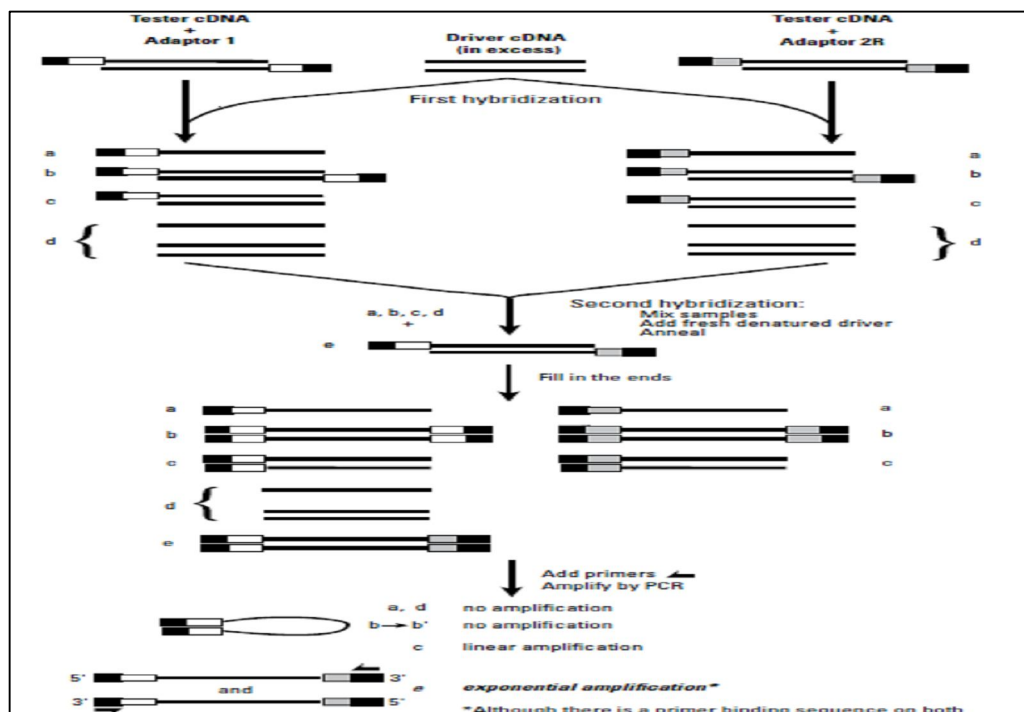 Tester cDNA
+
Adaptor 1
Driver cDNA
(in excess)
Tester cDNA
+
Adaptor 2R
First hybridization
a
b
c
d {
a
b
c
} d
Second hybridization:
Mix samples
Add fresh denatured driver
Anneal
a, b, c, d
+
e
Fill in the ends
a
b
c
d {
e
a
b
c
Add primers
Amplify by PCR
a, d no amplification
b→b' no amplification
c linear amplification
5' 3'
and
3' 5'
e exponential amplification*
*Although there is a primer binding sequence on both